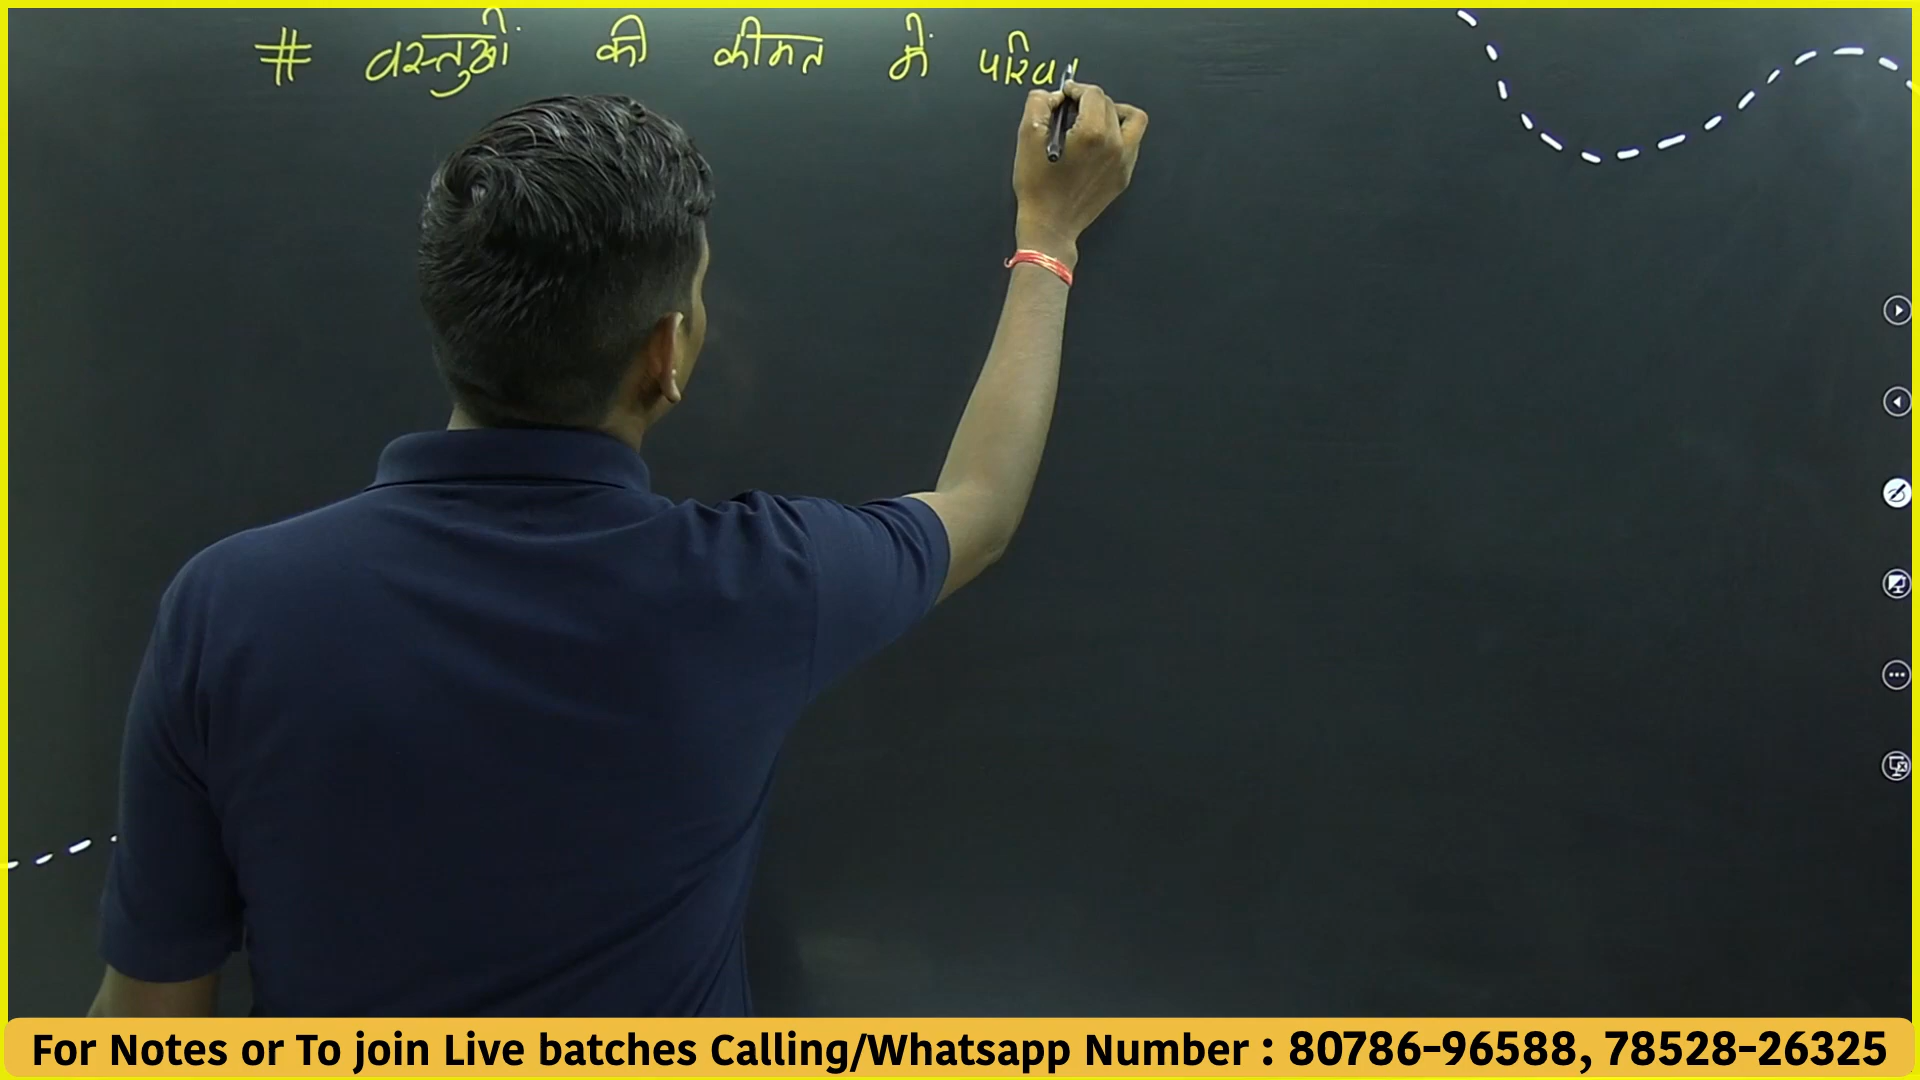 # वस्तुओं की कीमत में परिव
For Notes or To join Live batches Calling/Whatsapp Number : 80786-96588, 78528-26325